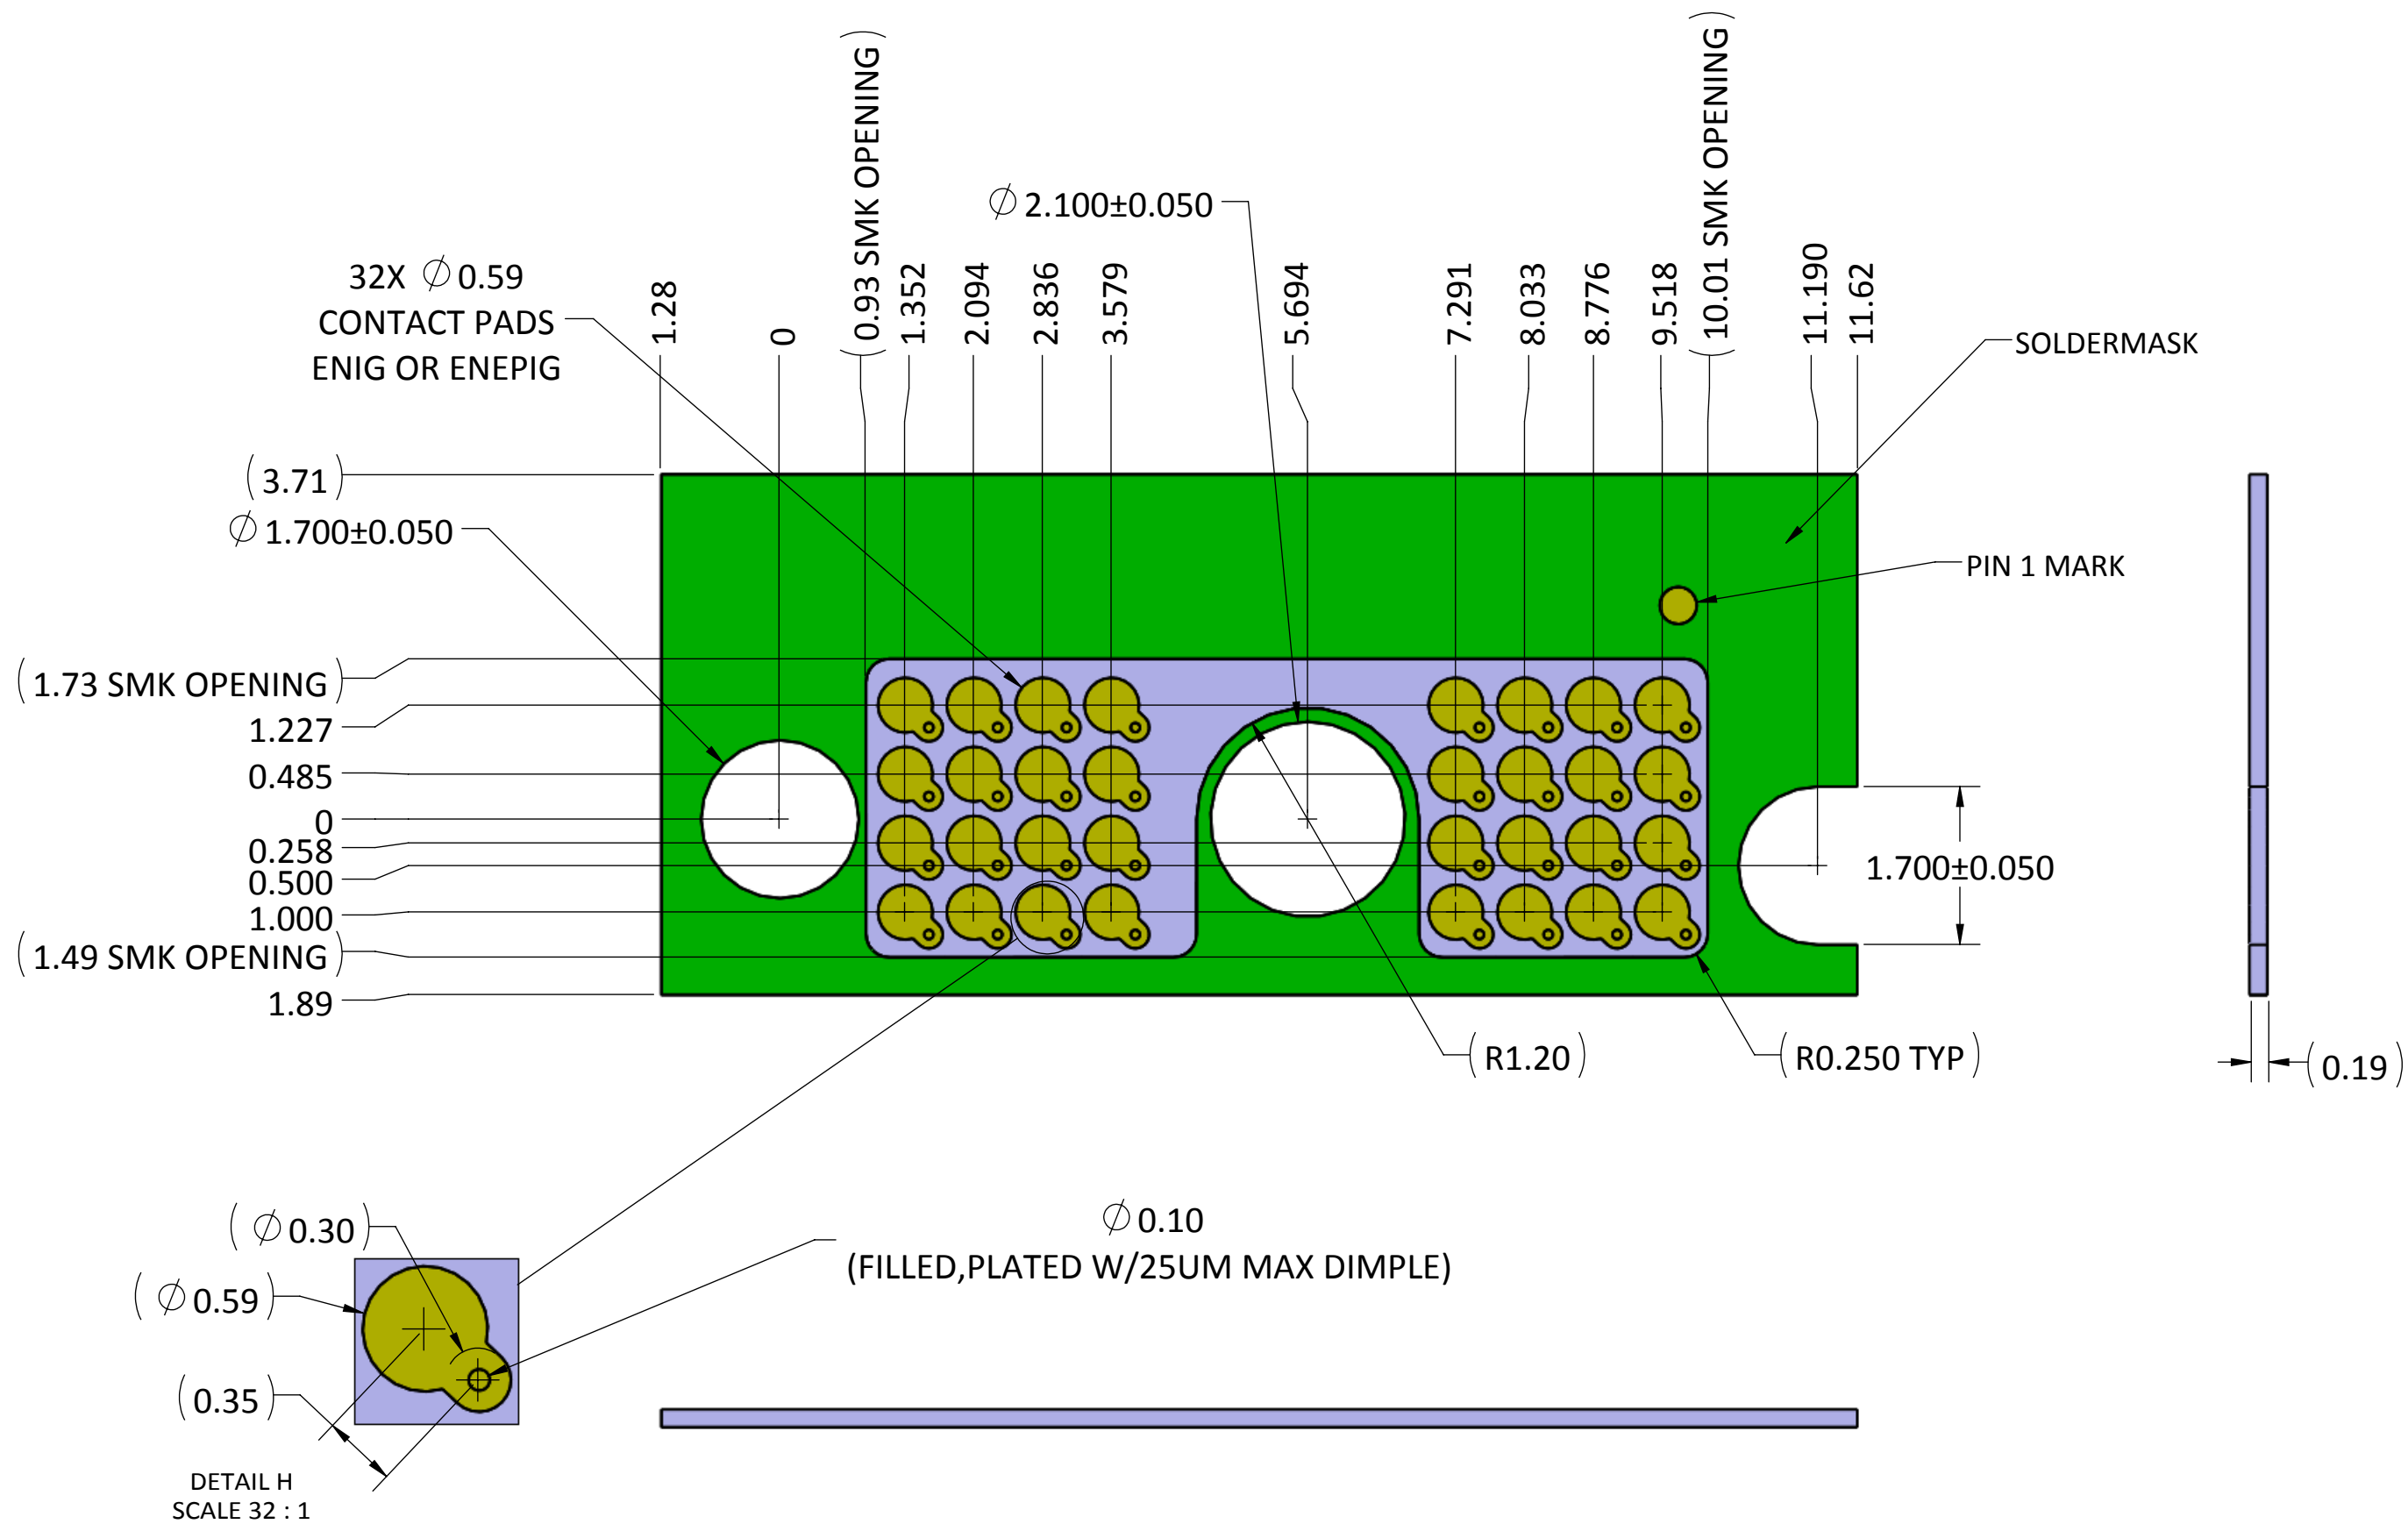 (0.93 SMK OPENING)
(10.01 SMK OPENING)
⌀ 2.100±0.050
32X ⌀ 0.59
CONTACT PADS
ENIG OR ENEPIG
1.28
0
1.352
2.094
2.836
3.579
5.694
7.291
8.033
8.776
9.518
11.190
11.62
SOLDERMASK
(3.71)
⌀ 1.700±0.050
PIN 1 MARK
(1.73 SMK OPENING)
1.227
0.485
0
0.258
0.500
1.000
(1.49 SMK OPENING)
1.89
1.700±0.050
(R1.20)
(R0.250 TYP)
(0.19)
(⌀ 0.30)
(⌀ 0.59)
(0.35)
⌀ 0.10
(FILLED,PLATED W/25UM MAX DIMPLE)
DETAIL H
SCALE 32 : 1